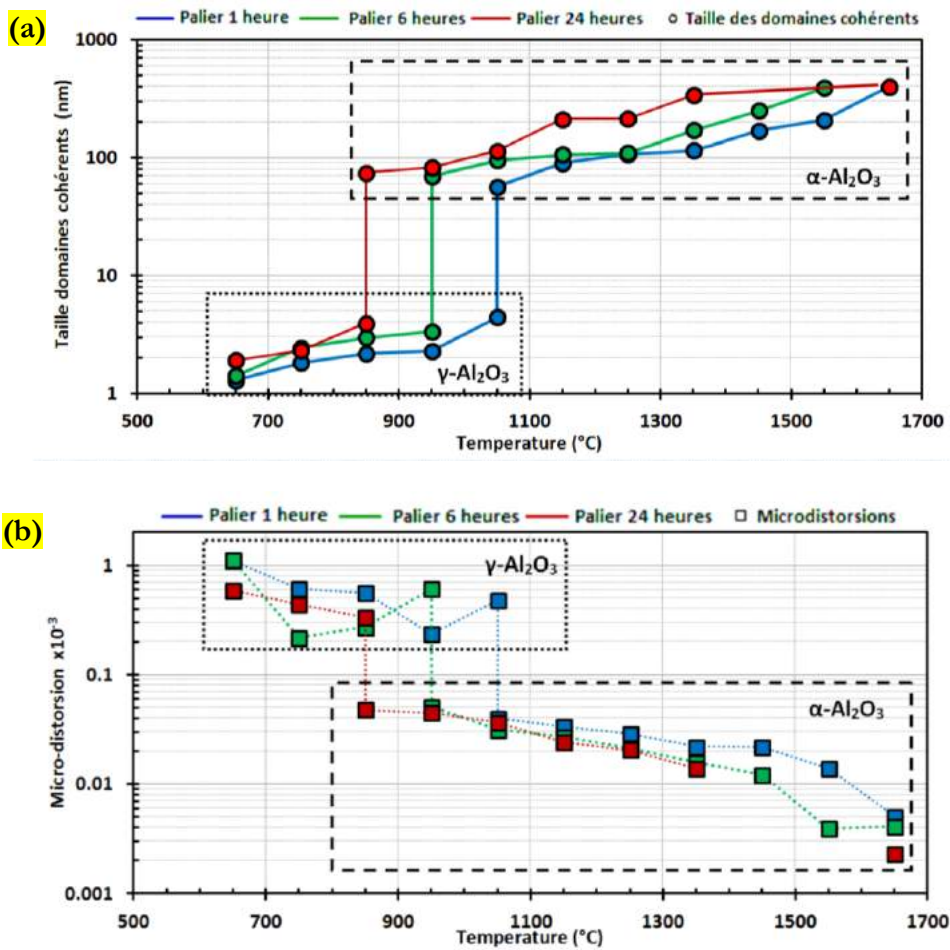 (a)
Palier 1 heure Palier 6 heures Palier 24 heures Taille des domaines cohérents
Taille domaines cohérents (nm)
1000
100
10
1
α-Al₂O₃
γ-Al₂O₃
500 700 900 1100 1300 1500 1700
Temperature (°C)
(b)
Palier 1 heure Palier 6 heures Palier 24 heures Microdistorsions
Micro-distorsion x10⁻³
1
0.1
0.01
0.001
γ-Al₂O₃
α-Al₂O₃
500 700 900 1100 1300 1500 1700
Temperature (°C)